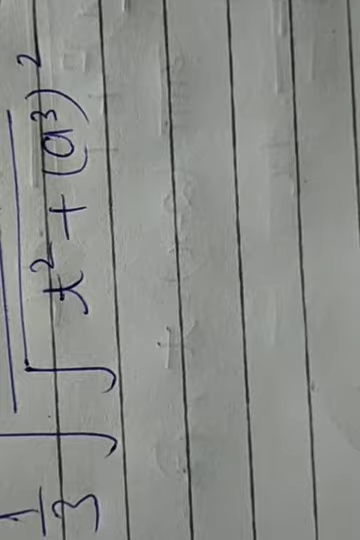 1/3 ∫ √ t² + (a³)²